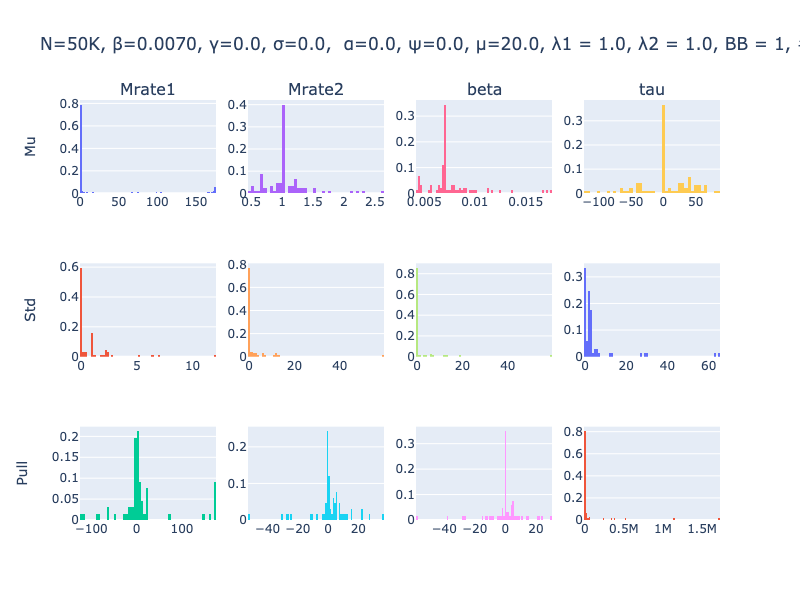 N=50K, β=0.0070, γ=0.0, σ=0.0, α=0.0, ψ=0.0, μ=20.0, λ1 = 1.0, λ2 = 1.0, BB = 1,
Mrate1 Mrate2 beta tau
Mu
0 0.2 0.4 0.6 0.8
0 50 100 150
0 0.1 0.2 0.3 0.4
0.5 1 1.5 2 2.5
0 0.1 0.2 0.3
0.005 0.01 0.015
0 0.1 0.2 0.3
−100 −50 0 50
Std
0 0.2 0.4 0.6
0 5 10
0 0.2 0.4 0.6 0.8
0 20 40
0 0.2 0.4 0.6 0.8
0 20 40
0 0.1 0.2 0.3
0 20 40 60
Pull
0 0.05 0.1 0.15 0.2
−100 0 100
0 0.1 0.2
−40 −20 0 20
0 0.1 0.2 0.3
−40 −20 0 20
0 0.2 0.4 0.6 0.8
0 0.5M 1M 1.5M